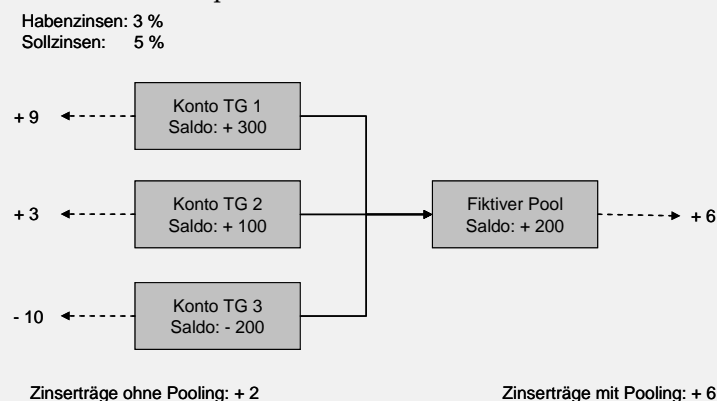 Habenzinsen: 3 %
Sollzinsen: 5 %
Konto TG 1
Saldo: + 300
+ 9
Konto TG 2
Saldo: + 100
+ 3
Fiktiver Pool
Saldo: + 200
+ 6
Konto TG 3
Saldo: - 200
- 10
Zinserträge ohne Pooling: + 2
Zinserträge mit Pooling: + 6